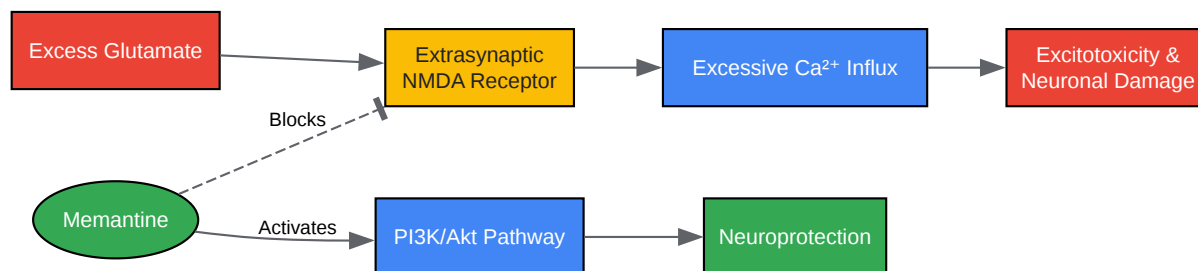 Excess Glutamate
Extrasynaptic
NMDA Receptor
Excessive Ca²⁺ Influx
Excitotoxicity &
Neuronal Damage
Blocks
Memantine
Activates
PI3K/Akt Pathway
Neuroprotection